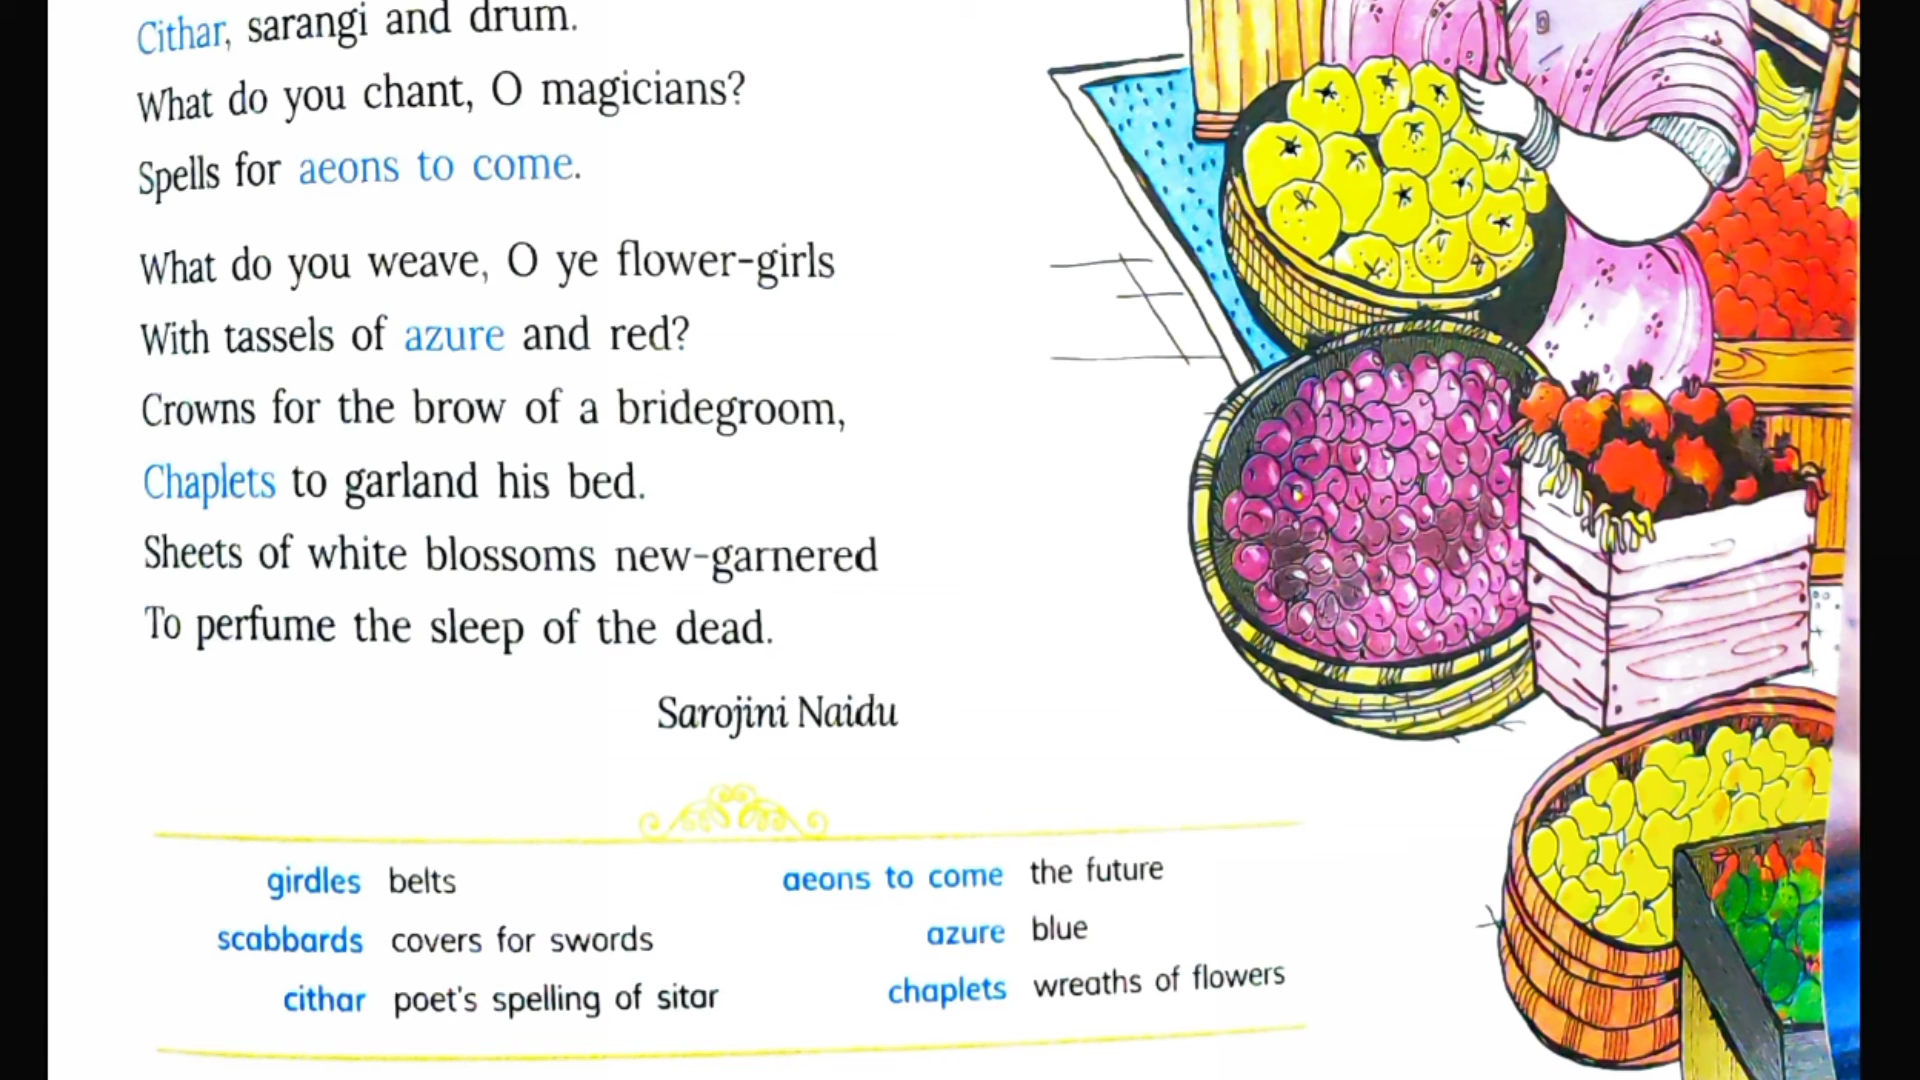 Cithar, sarangi and drum.
What do you chant, O magicians?
Spells for aeons to come.
What do you weave, O ye flower-girls
With tassels of azure and red?
Crowns for the brow of a bridegroom,
Chaplets to garland his bed.
Sheets of white blossoms new-garnered
To perfume the sleep of the dead.
Sarojini Naidu
girdles belts
scabbards covers for swords
cithar poet's spelling of sitar
aeons to come the future
azure blue
chaplets wreaths of flowers